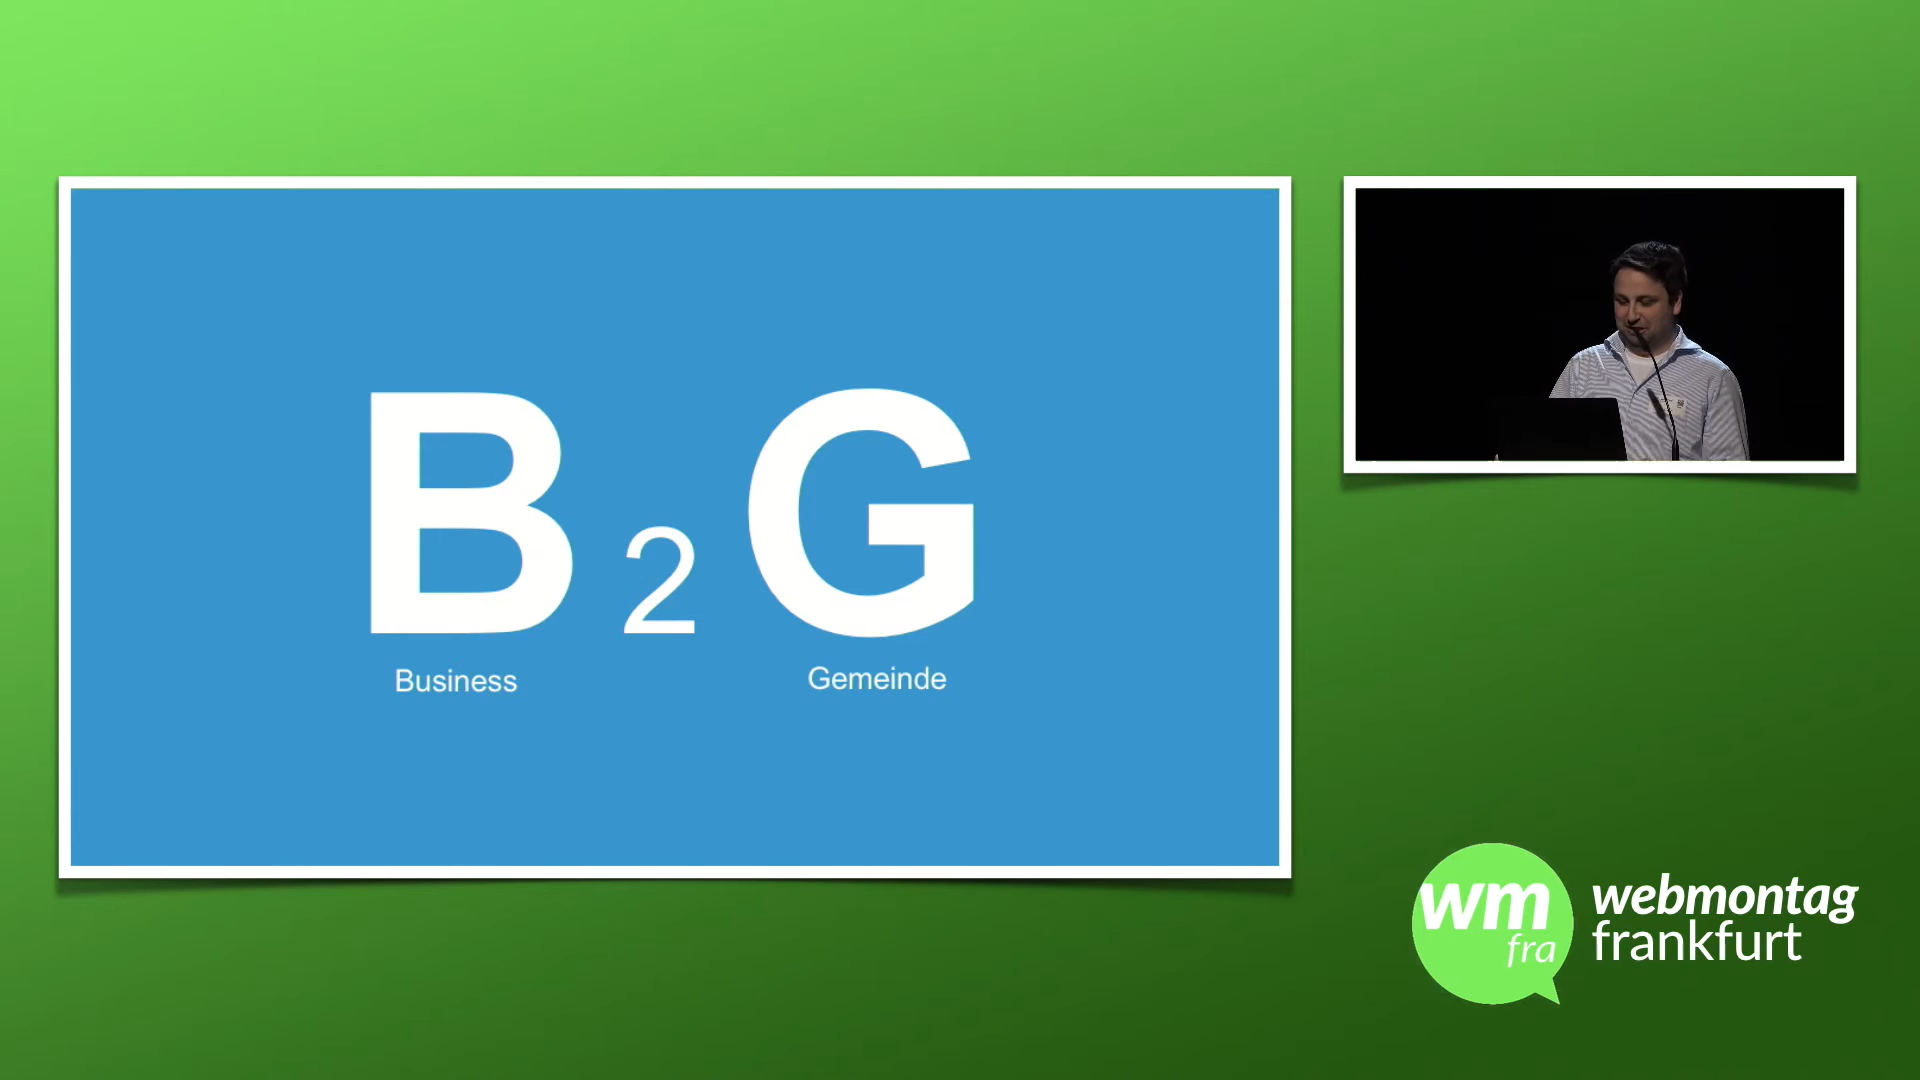 B 2 G
Business
Gemeinde
wm
fra
webmontag
frankfurt